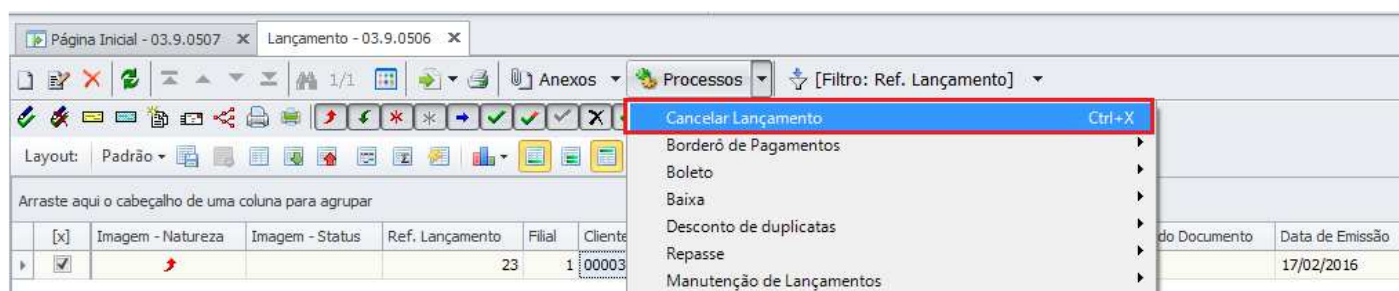 Página Inicial - 03.9.0507 Lançamento - 03.9.0506
1/1 Anexos Processos [Filtro: Ref. Lançamento]
Cancelar Lançamento Ctrl+X
Borderô de Pagamentos
Layout: Padrão
Boleto
Baixa
Arraste aqui o cabeçalho de uma coluna para agrupar
Desconto de duplicatas
[x] Imagem - Natureza Imagem - Status Ref. Lançamento Filial Cliente do Documento Data de Emissão
Repasse
23 1 00003 17/02/2016
Manutenção de Lançamentos